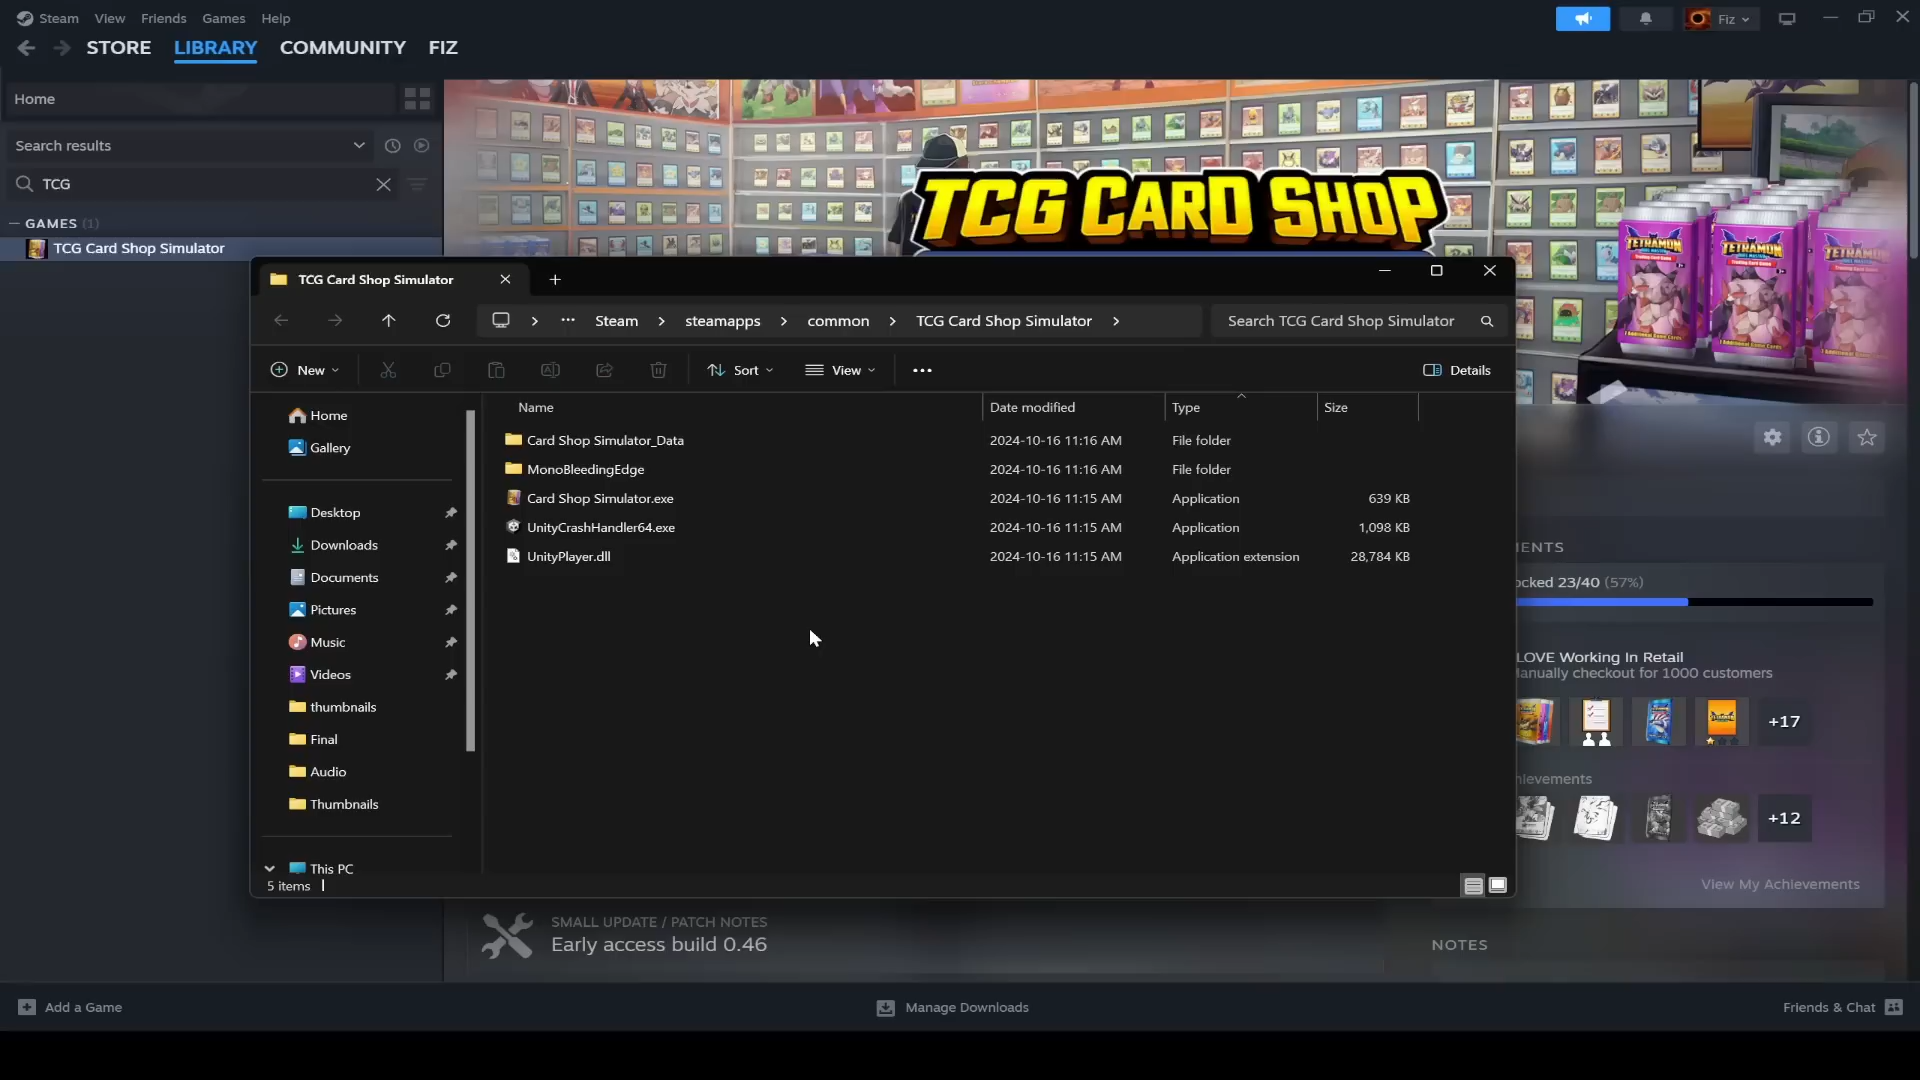 Steam View Friends Games Help
Fiz
STORE LIBRARY COMMUNITY FIZ
Home
Search results
TCG
GAMES (1)
TCG Card Shop Simulator
TCG CARD SHOP
TETRAMON
TETRAMON
TETRAMON
TCG Card Shop Simulator
Steam steamapps common TCG Card Shop Simulator
Search TCG Card Shop Simulator
New Sort View Details
Name Date modified Type Size
Card Shop Simulator_Data 2024-10-16 11:16 AM File folder
MonoBleedingEdge 2024-10-16 11:16 AM File folder
Card Shop Simulator.exe 2024-10-16 11:15 AM Application 639 KB
UnityCrashHandler64.exe 2024-10-16 11:15 AM Application 1,098 KB
UnityPlayer.dll 2024-10-16 11:15 AM Application extension 28,784 KB
Home
Gallery
Desktop
Downloads
Documents
Pictures
Music
Videos
thumbnails
Final
Audio
Thumbnails
This PC
5 items
ENTS
ocked 23/40 (57%)
LOVE Working In Retail
anually checkout for 1000 customers
+17
hievements
+12
View My Achievements
SMALL UPDATE / PATCH NOTES
Early access build 0.46
NOTES
Add a Game
Manage Downloads
Friends & Chat